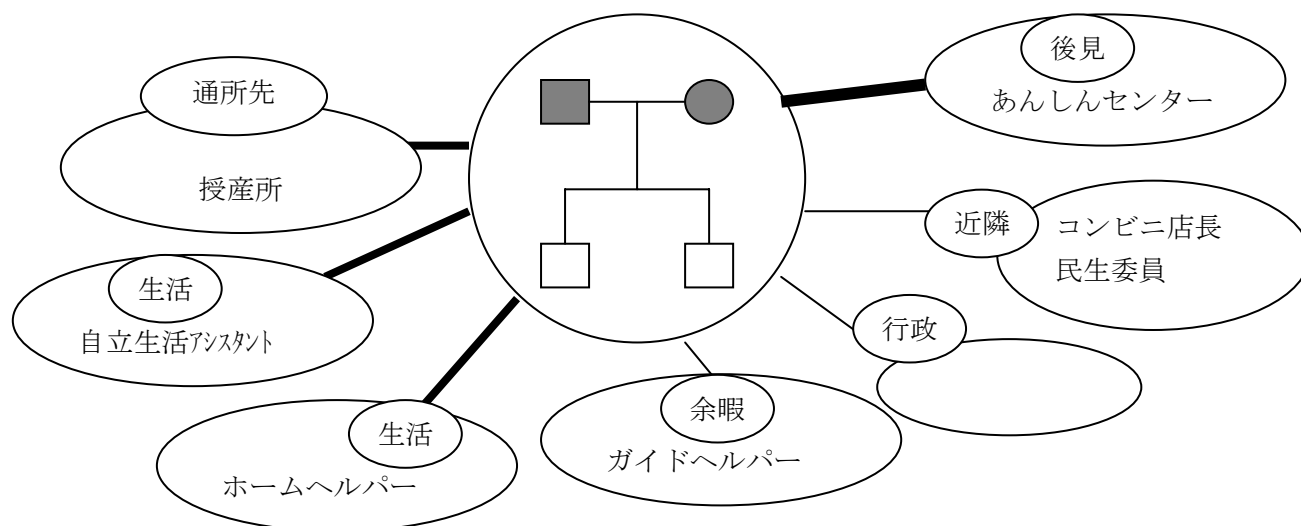 後見
あんしんセンター
通所先
授産所
近隣
コンビニ店長
民生委員
生活
自立生活ｱｼｽﾀﾝﾄ
行政
余暇
ガイドヘルパー
生活
ホームヘルパー